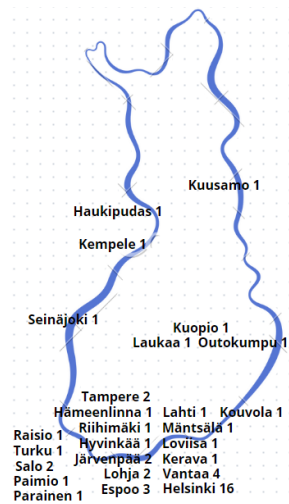 Kuusamo 1
Haukipudas 1
Kempele 1
Seinäjoki 1
Kuopio 1
Laukaa 1 Outokumpu 1
Tampere 2
Hämeenlinna 1 Lahti 1 Kouvola 1
Riihimäki 1 Mäntsälä 1
Raisio 1 Hyvinkää 1 Loviisa 1
Turku 1 Järvenpää 2 Kerava 1
Salo 2 Lohja 2 Vantaa 4
Paimio 1 Espoo 3 Helsinki 16
Parainen 1